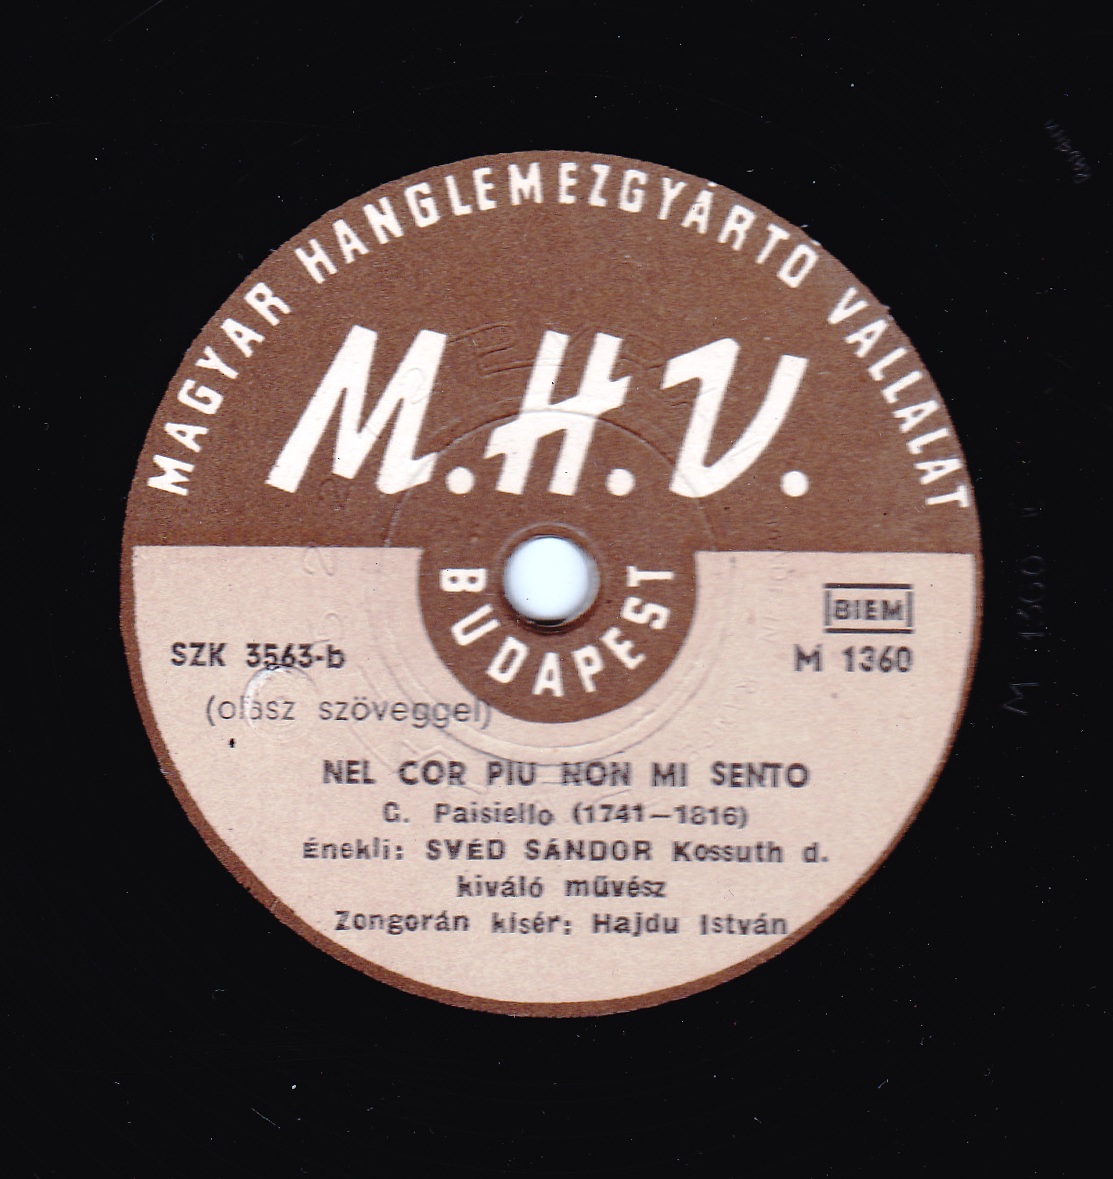 MAGYAR HANGLEMEZGYÁRTÓ VÁLLALAT
M.H.V.
BUDAPEST
BIEM
SZK 3563-b
M 1360
(olasz szöveggel)
NEL COR PIU NON MI SENTO
G. Paisiello (1741—1816)
Énekli: SVÉD SÁNDOR Kossuth d.
kiváló művész
Zongorán kisér: Hajdu István
M 1360